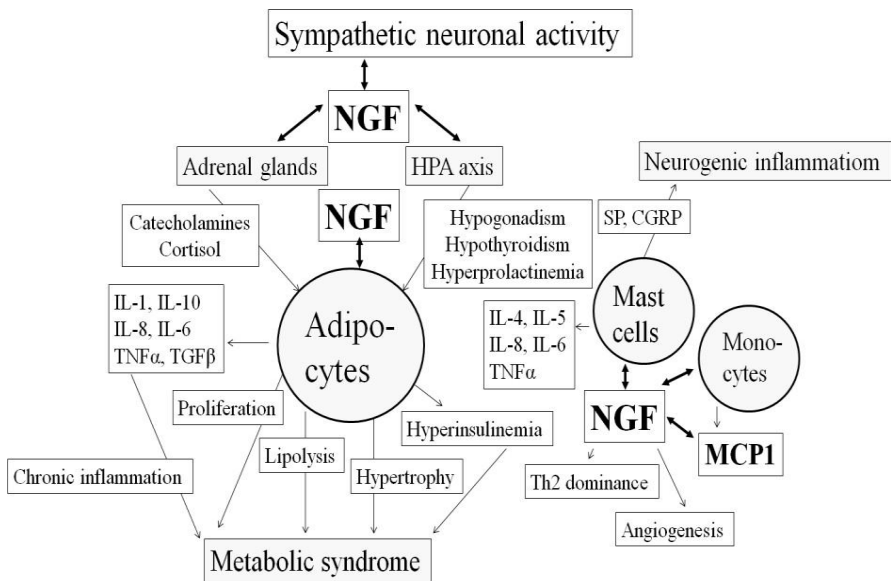 Sympathetic neuronal activity
NGF
Adrenal glands
HPA axis
Neurogenic inflammatiom
NGF
Catecholamines
Cortisol
Hypogonadism
Hypothyroidism
Hyperprolactinemia
SP, CGRP
IL-1, IL-10
IL-8, IL-6
TNFα, TGFβ
Adipo-
cytes
IL-4, IL-5
IL-8, IL-6
TNFα
Mast
cells
Mono-
cytes
Proliferation
Hyperinsulinemia
NGF
MCP1
Lipolysis
Chronic inflammation
Hypertrophy
Th2 dominance
Angiogenesis
Metabolic syndrome